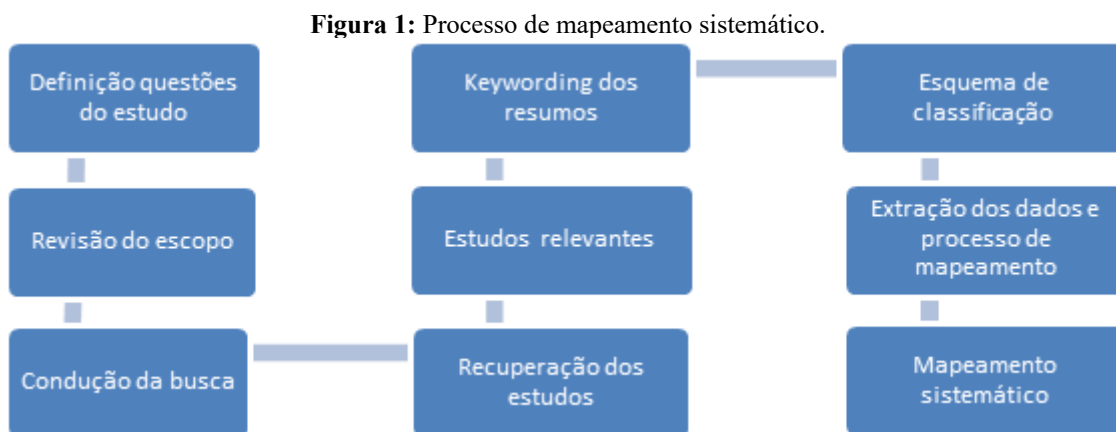 Figura 1: Processo de mapeamento sistemático.
Definição questões
do estudo
Revisão do escopo
Condução da busca
Recuperação dos
estudos
Estudos relevantes
Keywording dos
resumos
Esquema de
classificação
Extração dos dados e
processo de
mapeamento
Mapeamento
sistemático